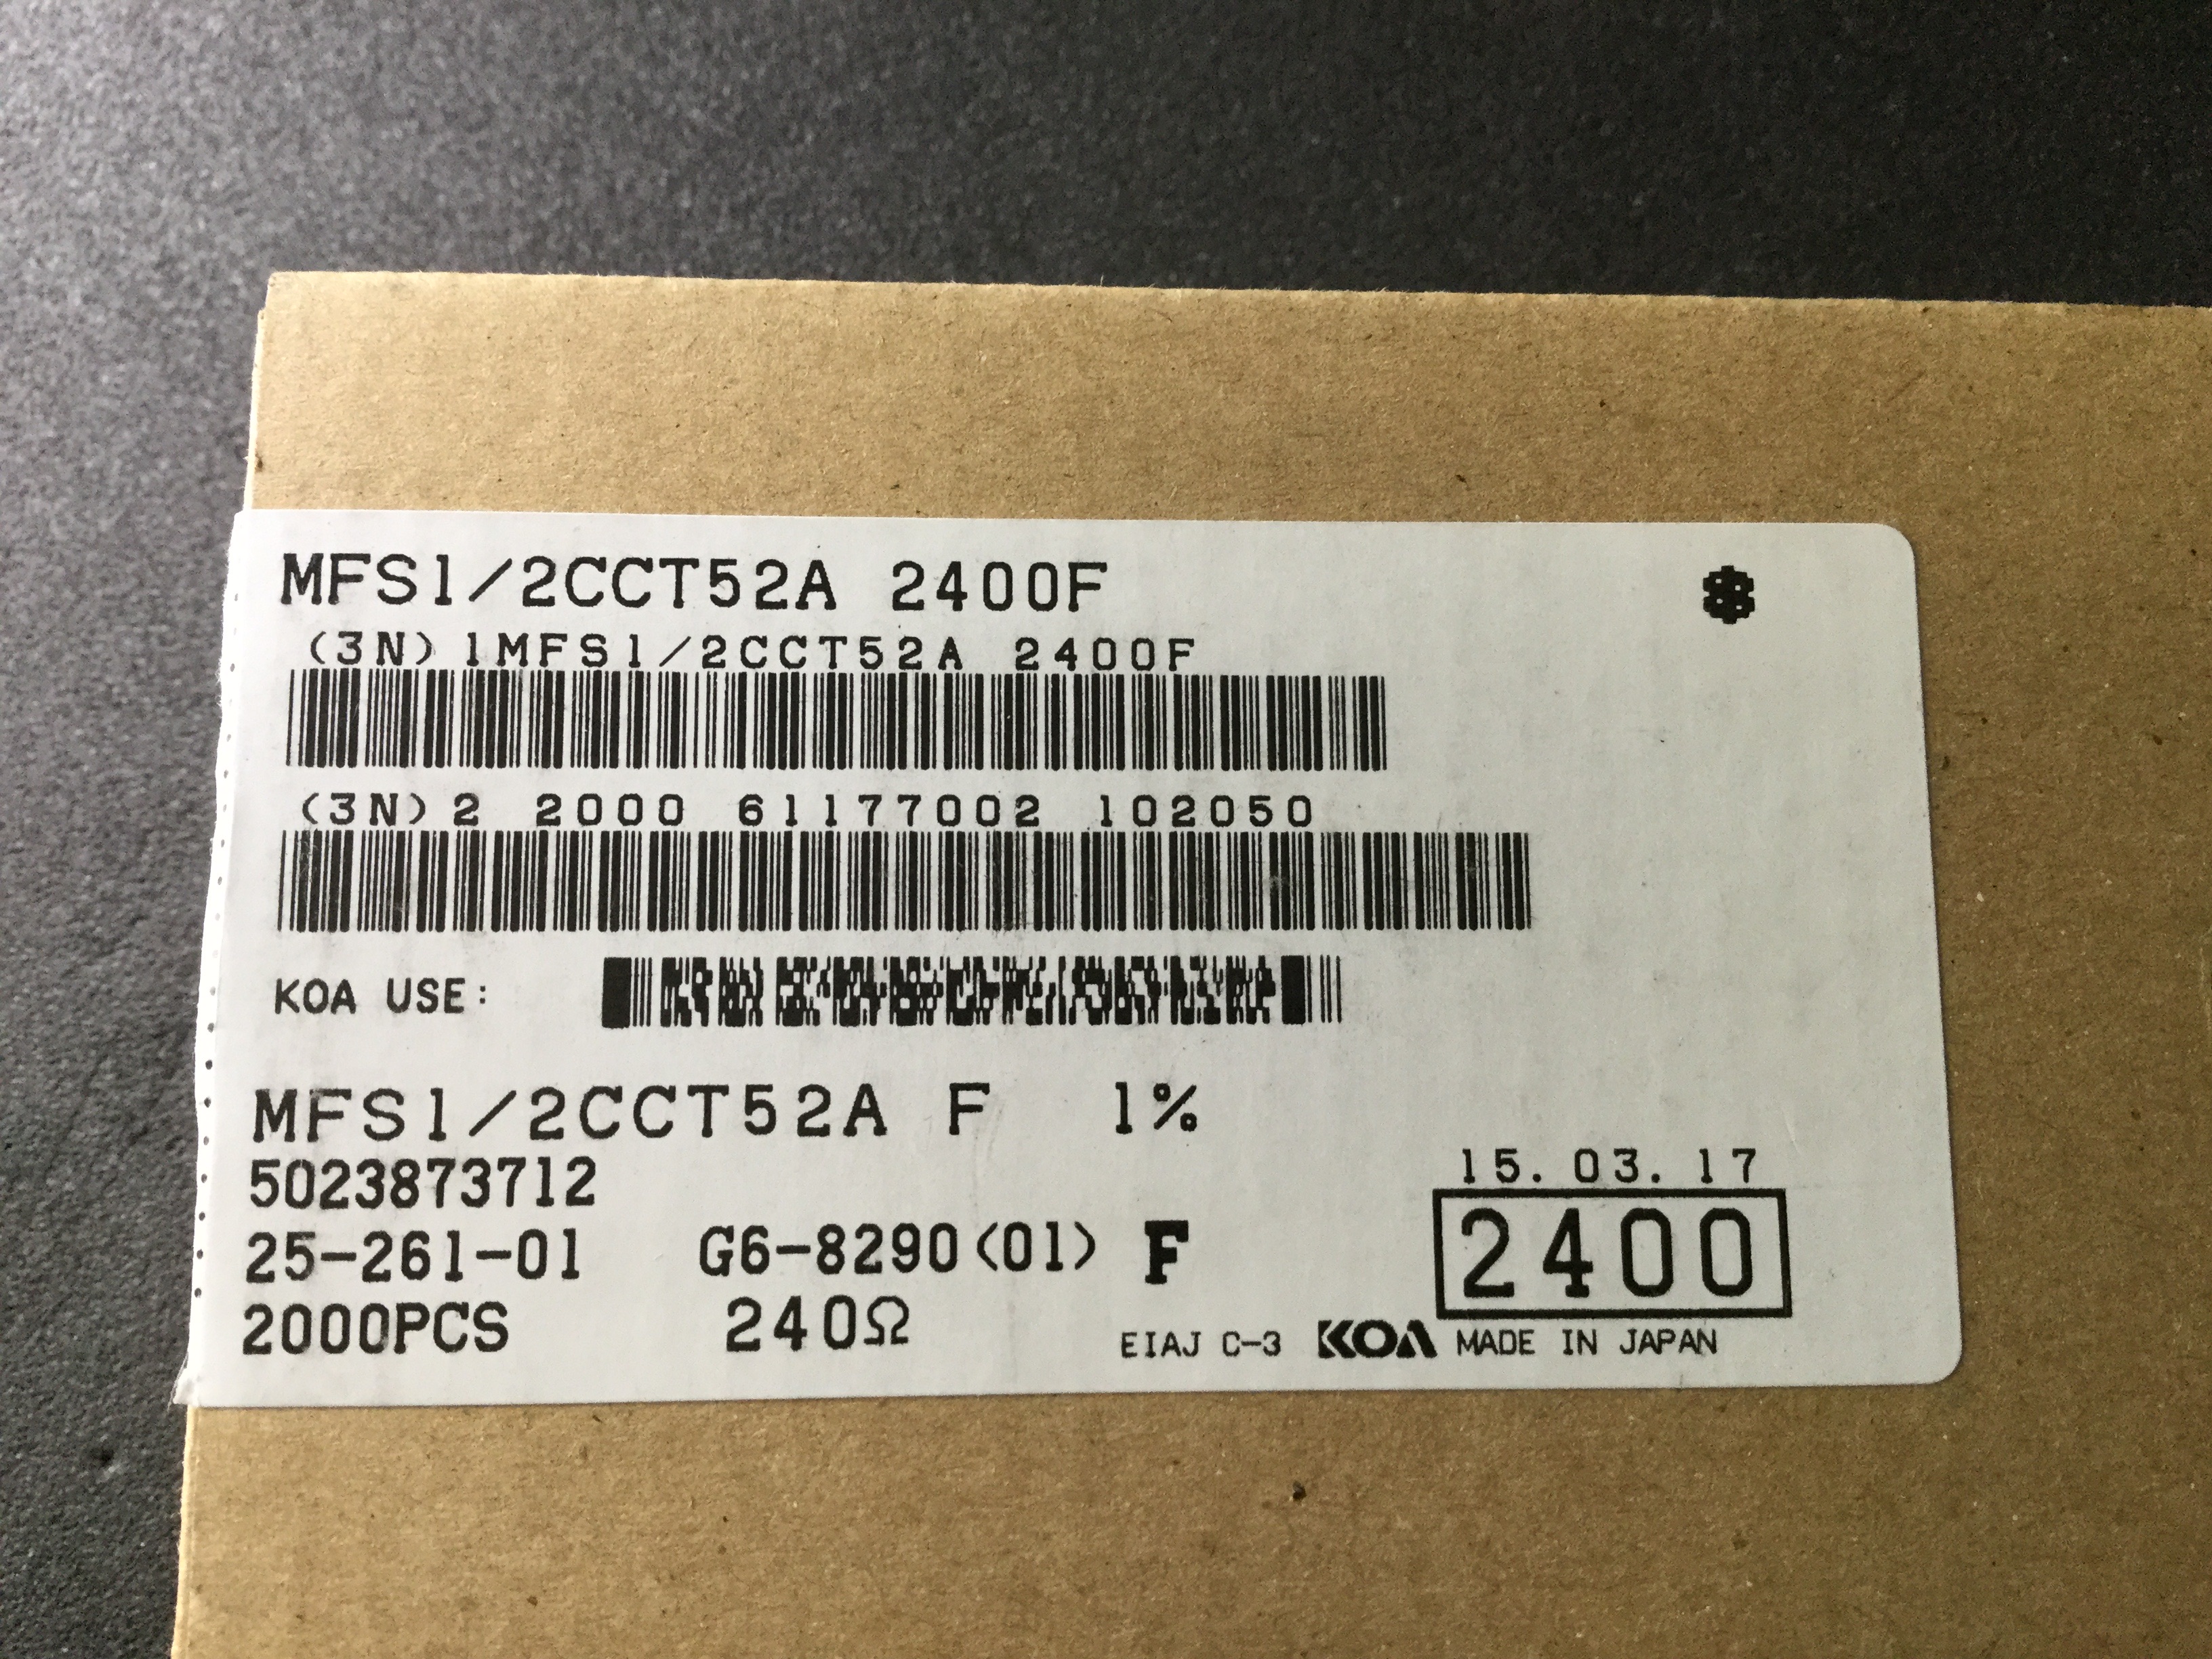 MFS1/2CCT52A 2400F
(3N)1MFS1/2CCT52A 2400F
(3N)2 2000 61177002 102050
KOA USE:
MFS1/2CCT52A F 1%
5023873712
15.03.17
25-261-01 G6-8290(01) F
2400
2000PCS 240Ω
EIAJ C-3 KOA MADE IN JAPAN